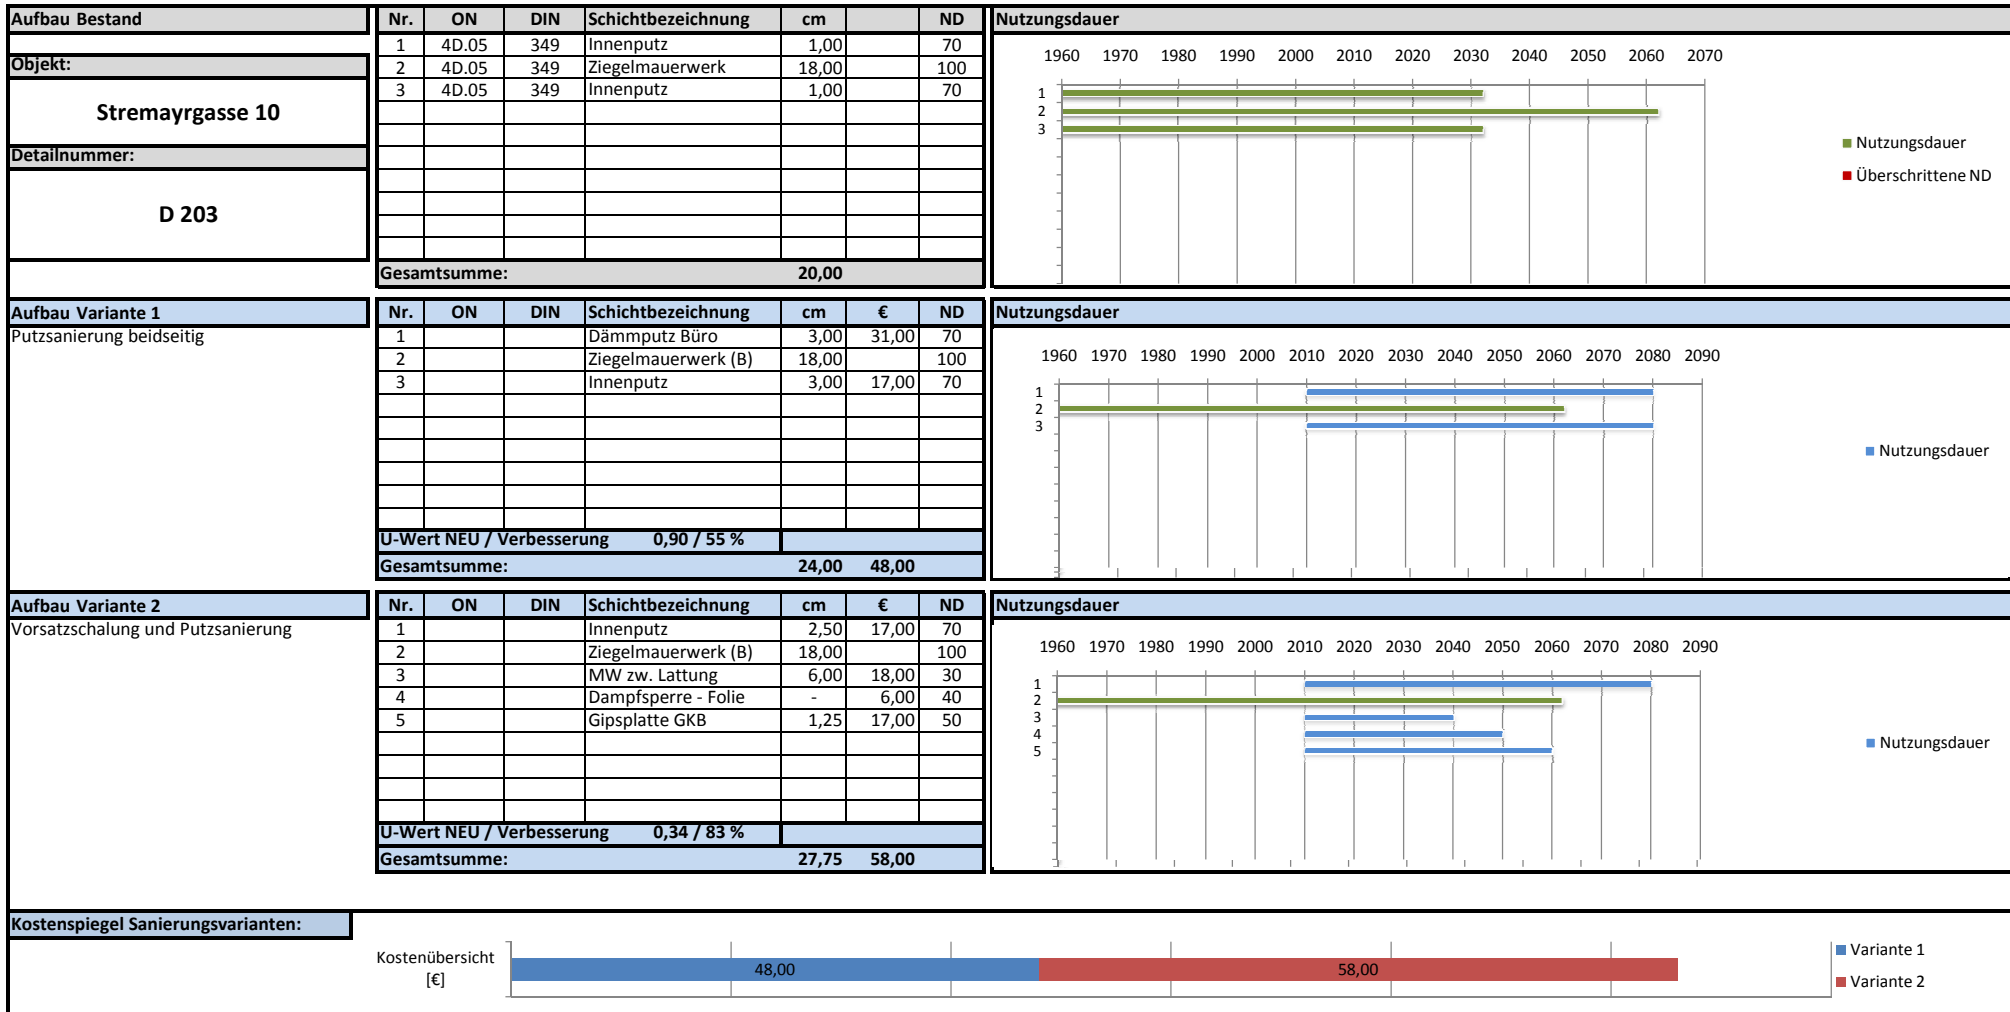 Aufbau Bestand
Objekt:
Stremayrgasse 10
Detailnummer:
D 203
Nr. ON DIN Schichtbezeichnung cm ND
1 4D.05 349 Innenputz 1,00 70
2 4D.05 349 Ziegelmauerwerk 18,00 100
3 4D.05 349 Innenputz 1,00 70
Gesamtsumme: 20,00
Nutzungsdauer
1960 1970 1980 1990 2000 2010 2020 2030 2040 2050 2060 2070
1
2
3
Nutzungsdauer
Überschrittene ND
Aufbau Variante 1
Putzsanierung beidseitig
Nr. ON DIN Schichtbezeichnung cm € ND
1 Dämmputz Büro 3,00 31,00 70
2 Ziegelmauerwerk (B) 18,00 100
3 Innenputz 3,00 17,00 70
U-Wert NEU / Verbesserung 0,90 / 55 %
Gesamtsumme: 24,00 48,00
Nutzungsdauer
1960 1970 1980 1990 2000 2010 2020 2030 2040 2050 2060 2070 2080 2090
1
2
3
Nutzungsdauer
Aufbau Variante 2
Vorsatzschalung und Putzsanierung
Nr. ON DIN Schichtbezeichnung cm € ND
1 Innenputz 2,50 17,00 70
2 Ziegelmauerwerk (B) 18,00 100
3 MW zw. Lattung 6,00 18,00 30
4 Dampfsperre - Folie - 6,00 40
5 Gipsplatte GKB 1,25 17,00 50
U-Wert NEU / Verbesserung 0,34 / 83 %
Gesamtsumme: 27,75 58,00
Nutzungsdauer
1960 1970 1980 1990 2000 2010 2020 2030 2040 2050 2060 2070 2080 2090
1
2
3
4
5
Nutzungsdauer
Kostenspiegel Sanierungsvarianten:
Kostenübersicht
[€]
48,00 58,00
Variante 1
Variante 2